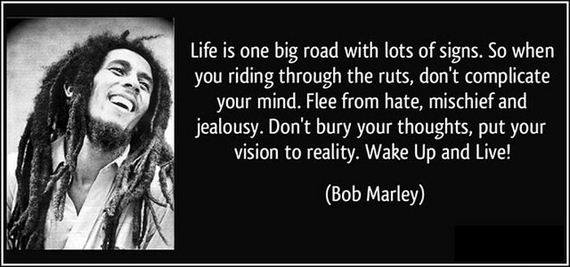 Life is one big road with lots of signs. So when
you riding through the ruts, don't complicate
your mind. Flee from hate, mischief and
jealousy. Don't bury your thoughts, put your
vision to reality. Wake Up and Live!
(Bob Marley)